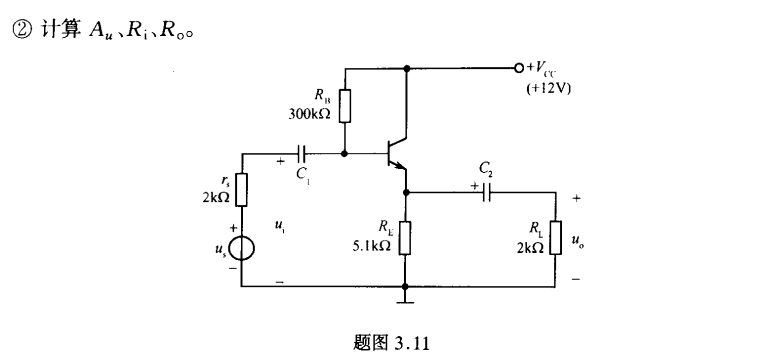 ② 计算 Au、Ri、Ro。
+VCC
(+12V)
RB
300kΩ
C1
+
rs
2kΩ
+
us
−
ui
−
C2
+
RE
5.1kΩ
RL
2kΩ
+
uo
−
题图 3.11